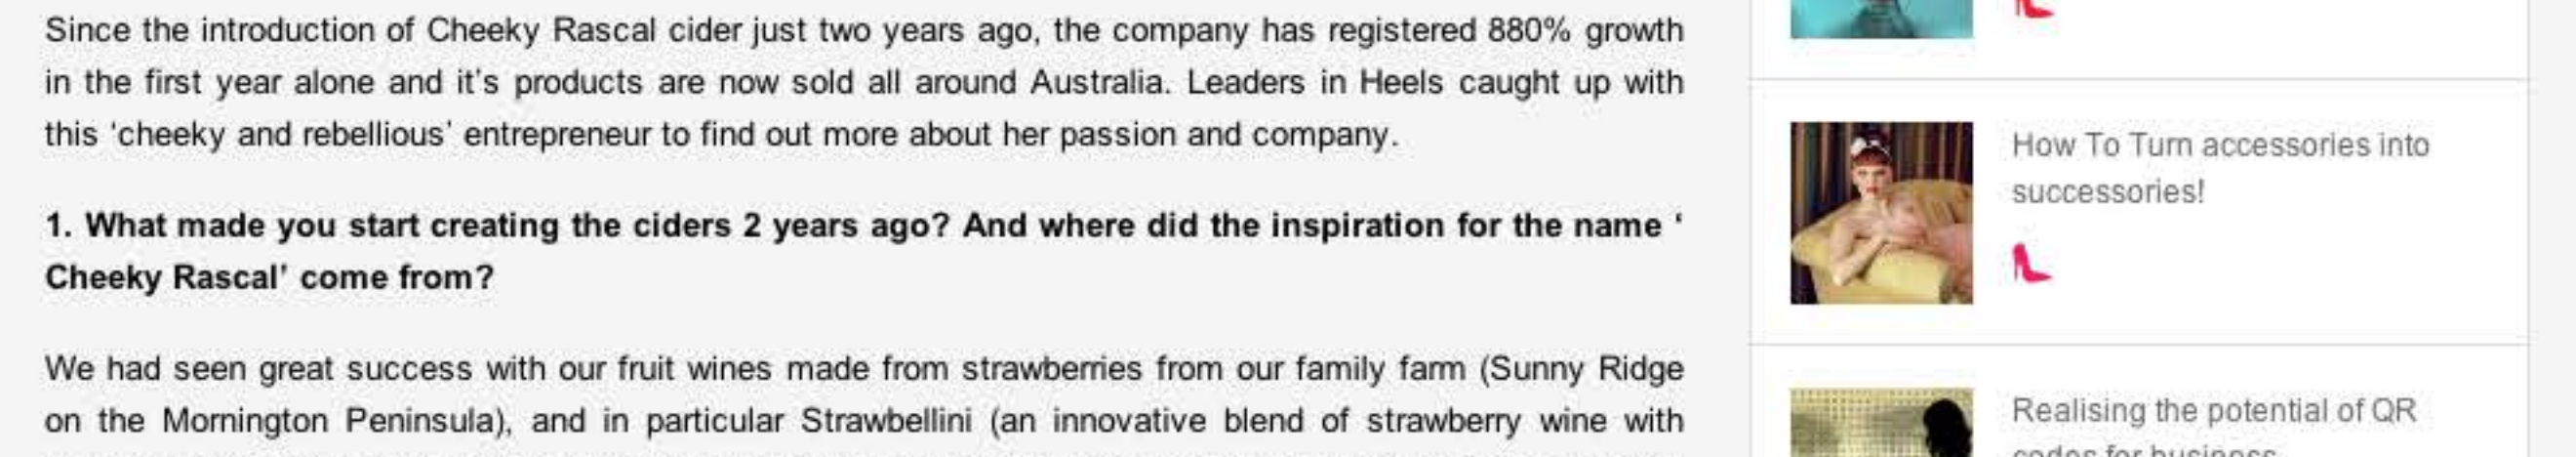 Since the introduction of Cheeky Rascal cider just two years ago, the company has registered 880% growth
in the first year alone and it's products are now sold all around Australia. Leaders in Heels caught up with
this ‘cheeky and rebellious’ entrepreneur to find out more about her passion and company.
1. What made you start creating the ciders 2 years ago? And where did the inspiration for the name ‘
Cheeky Rascal’ come from?
We had seen great success with our fruit wines made from strawberries from our family farm (Sunny Ridge
on the Mornington Peninsula), and in particular Strawbellini (an innovative blend of strawberry wine with
How To Turn accessories into
successories!
Realising the potential of QR
codes for business